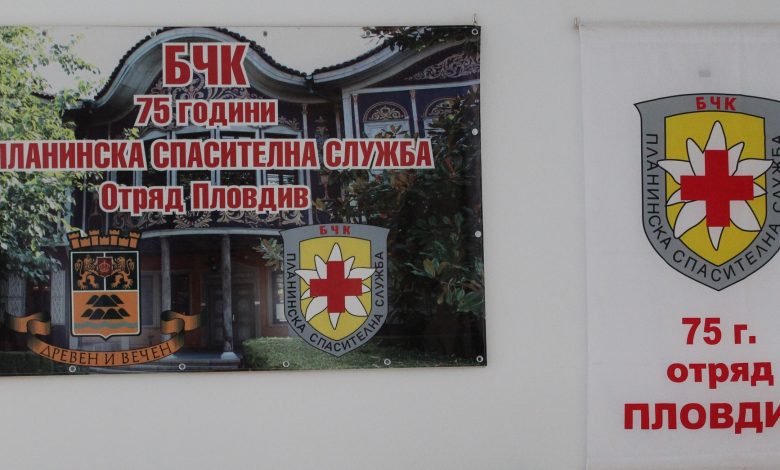 БЧК
75 ГОДИНИ
ПЛАНИНСКА СПАСИТЕЛНА СЛУЖБА
Отряд Пловдив
ДРЕВЕН И ВЕЧЕН
БЧК
ПЛАНИНСКА СПАСИТЕЛНА СЛУЖБА
БЧК
ПЛАНИНСКА СПАСИТЕЛНА СЛУЖБА
75 г.
отряд